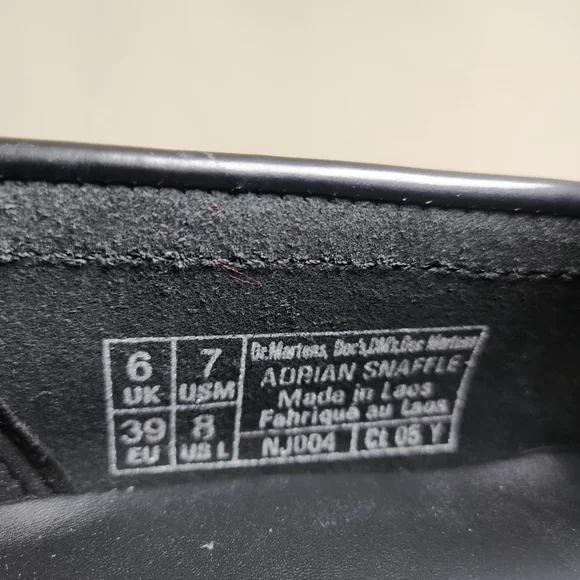 6 UK
7 USM
39 EU
8 US L
Dr.Martens, Doc's,DM's,Doc Martens
ADRIAN SNAFFLE
Made in Laos
Fabriqué au Laos
NJ004 CL 05 Y